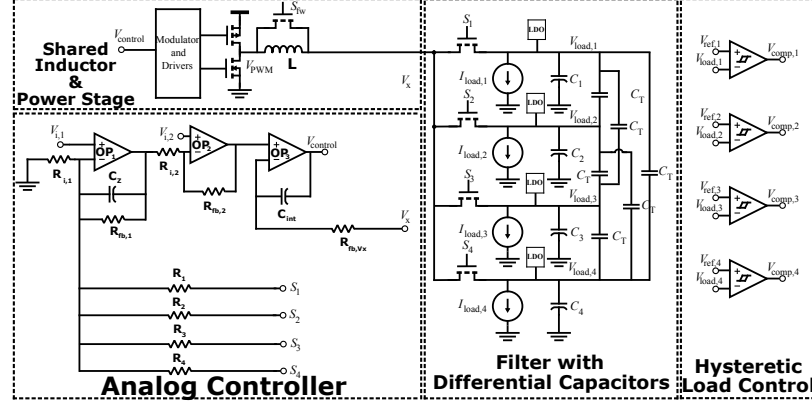 Shared
Inductor
&
Power Stage
V_control
Modulator
and
Drivers
V_PWM
S_fw
L
V_x
V_i,1
OP_1
R_i,1
C_z
R_fb,1
V_i,2
OP_2
R_i,2
R_fb,2
OP_3
V_control
C_int
R_fb,Vx
V_x
R_1
S_1
R_2
S_2
R_3
S_3
R_4
S_4
Analog Controller
S_1
LDO
V_load,1
I_load,1
C_1
S_2
LDO
V_load,2
I_load,2
C_2
S_3
LDO
V_load,3
I_load,3
C_3
S_4
LDO
V_load,4
I_load,4
C_4
C_T
C_T
C_T
C_T
C_T
C_T
Filter with
Differential Capacitors
V_ref,1
V_load,1
V_comp,1
V_ref,2
V_load,2
V_comp,2
V_ref,3
V_load,3
V_comp,3
V_ref,4
V_load,4
V_comp,4
Hysteretic
Load Control